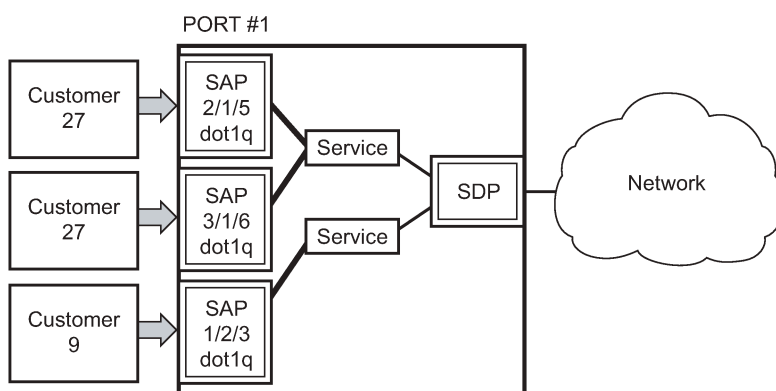 PORT #1
Customer
27
SAP
2/1/5
dot1q
Service
Customer
27
SAP
3/1/6
dot1q
Service
SDP
Network
Customer
9
SAP
1/2/3
dot1q